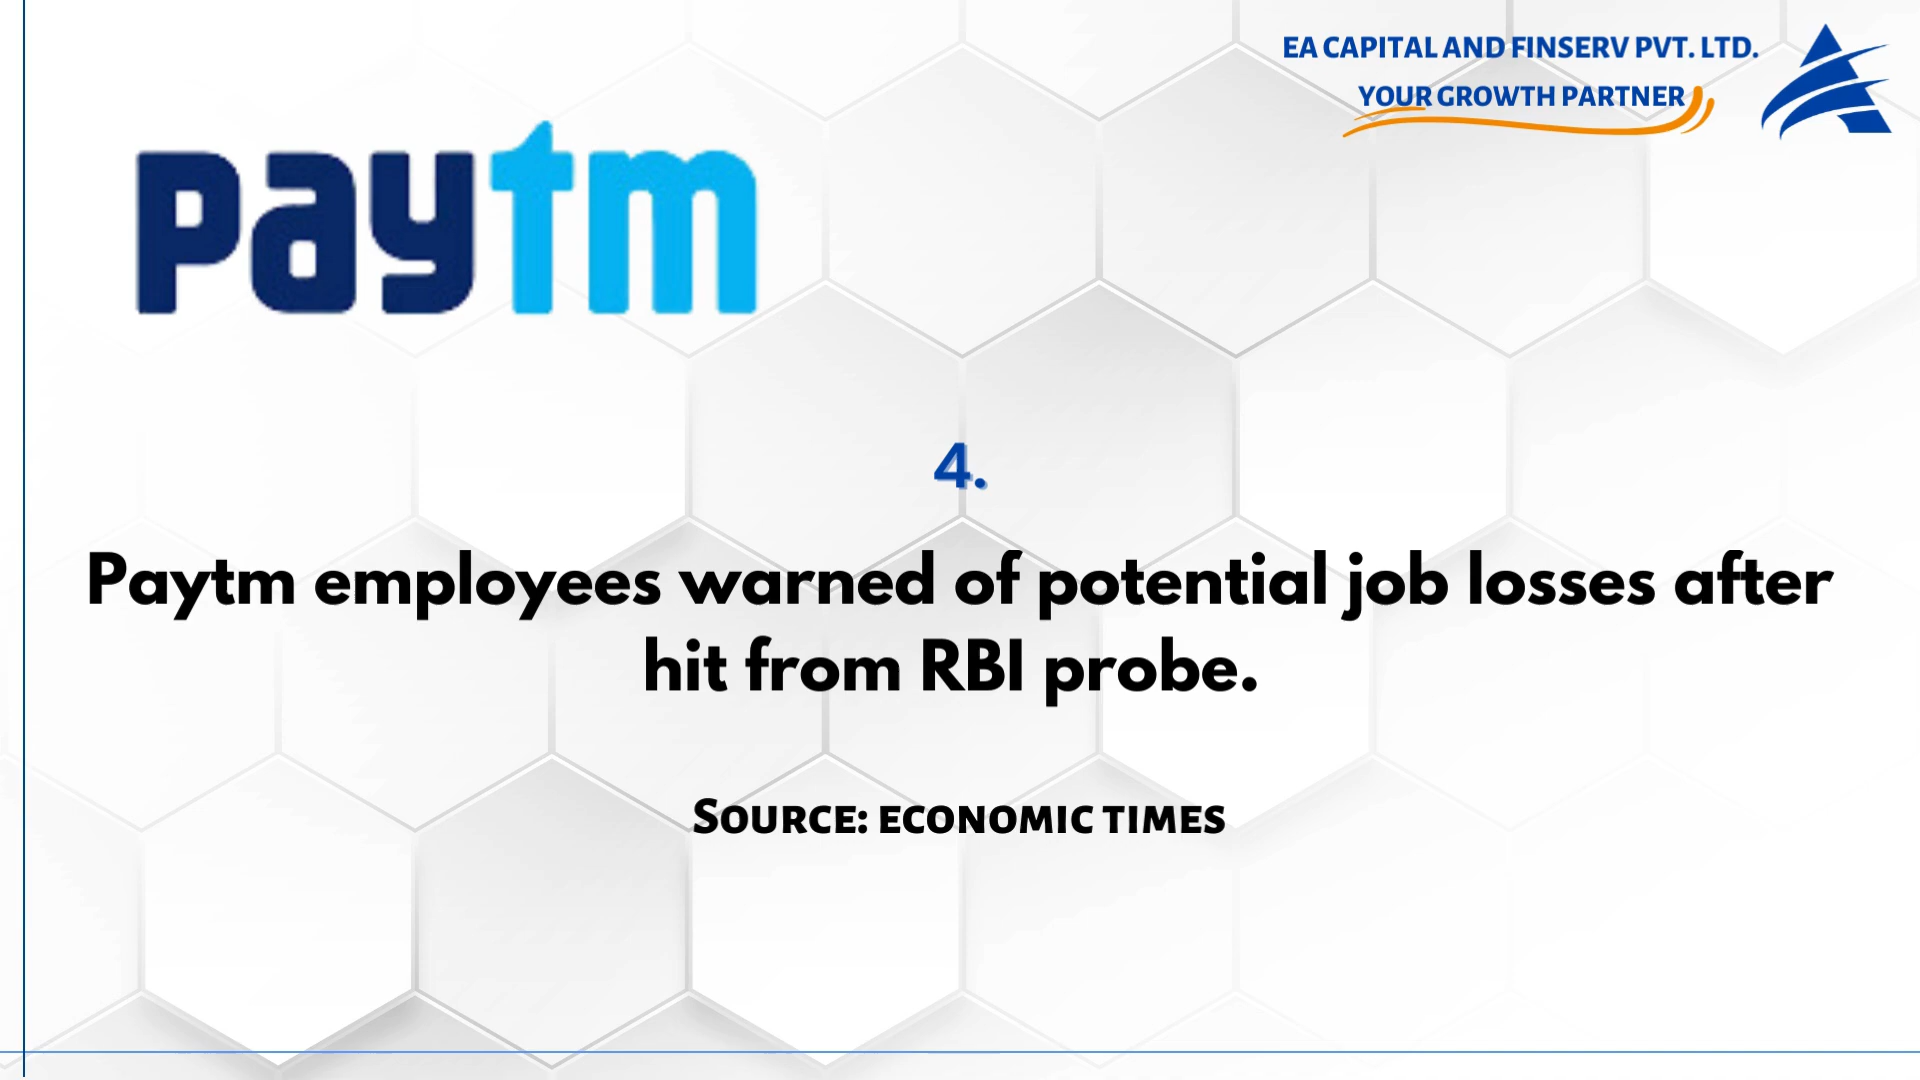 EA CAPITAL AND FINSERV PVT. LTD.
YOUR GROWTH PARTNER
paytm
4.
Paytm employees warned of potential job losses after
hit from RBI probe.
SOURCE: ECONOMIC TIMES